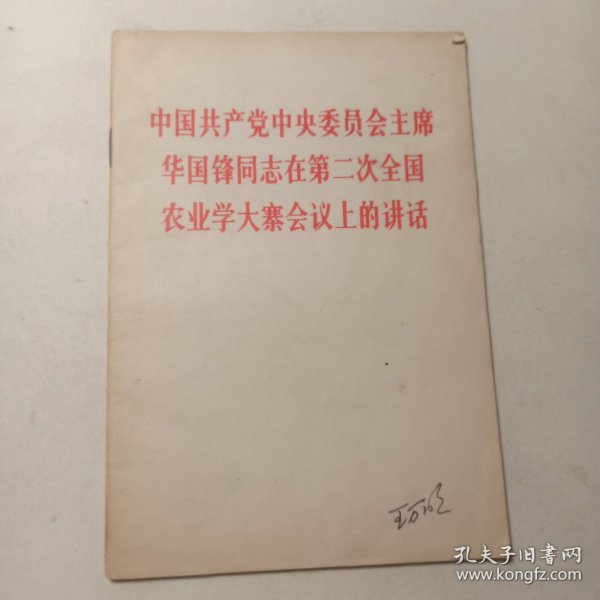 中国共产党中央委员会主席
华国锋同志在第二次全国
农业学大寨会议上的讲话
孔夫子旧书网
www.kongfz.com